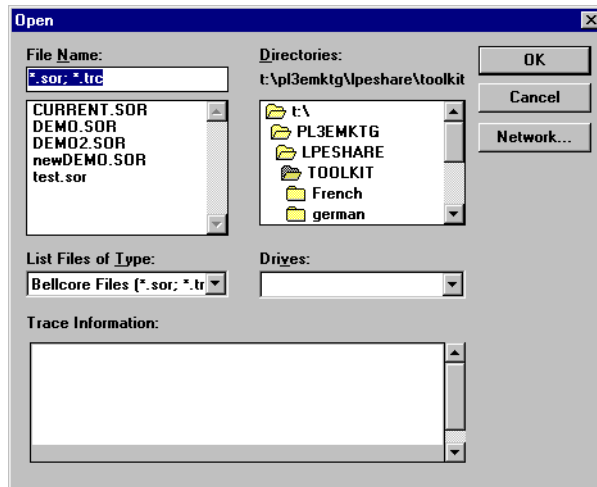 Open
File Name:
*.sor; *.trc
CURRENT.SOR
DEMO.SOR
DEMO2.SOR
newDEMO.SOR
test.sor
List Files of Type:
Bellcore Files (*.sor; *.tr
Directories:
t:\pl3emktg\lpeshare\toolkit
t:\
PL3EMKTG
LPESHARE
TOOLKIT
French
german
Drives:
OK
Cancel
Network...
Trace Information: